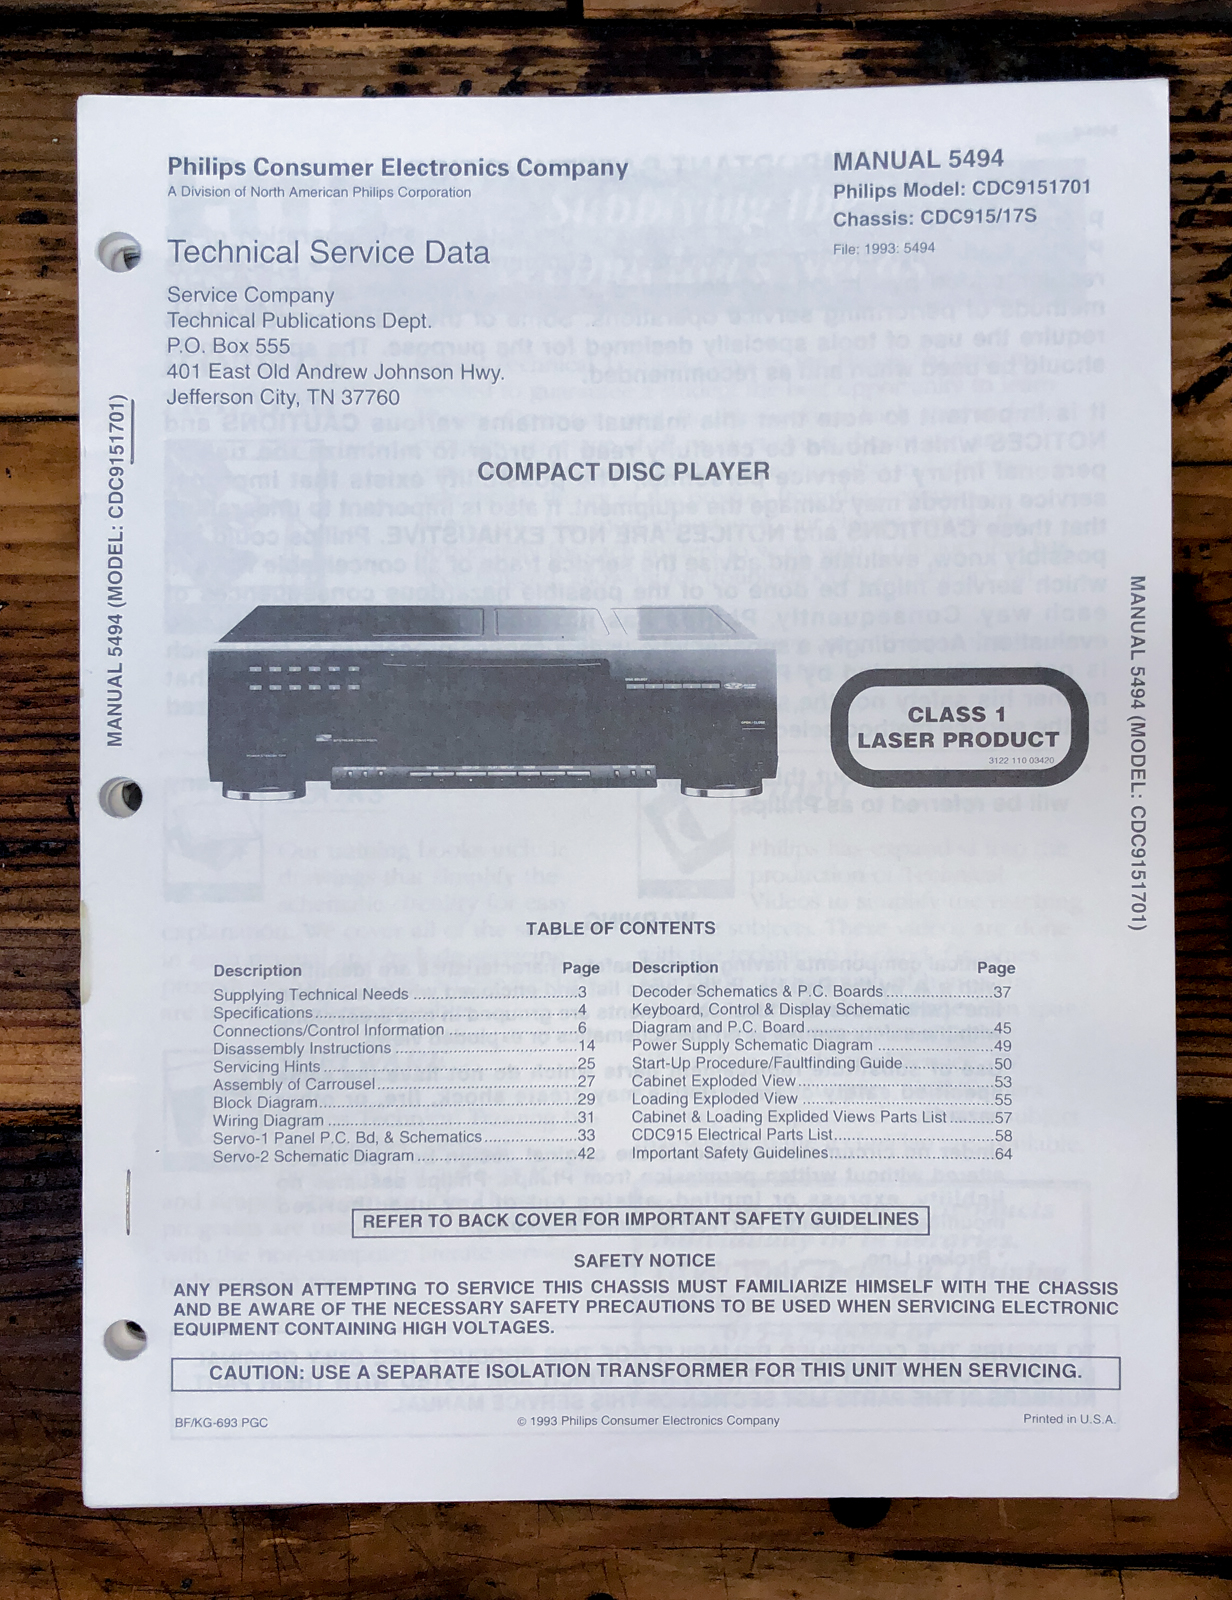 Philips Consumer Electronics Company
A Division of North American Philips Corporation
MANUAL 5494
Philips Model: CDC9151701
Chassis: CDC915/17S
File: 1993: 5494
Technical Service Data
Service Company
Technical Publications Dept.
P.O. Box 555
401 East Old Andrew Johnson Hwy.
Jefferson City, TN 37760
MANUAL 5494 (MODEL: CDC9151701)
COMPACT DISC PLAYER
CLASS 1
LASER PRODUCT
3122 110 03420
MANUAL 5494 (MODEL: CDC9151701)
TABLE OF CONTENTS
Description Page
Supplying Technical Needs 3
Specifications 4
Connections/Control Information 6
Disassembly Instructions 14
Servicing Hints 25
Assembly of Carrousel 27
Block Diagram 29
Wiring Diagram 31
Servo-1 Panel P.C. Bd, & Schematics 33
Servo-2 Schematic Diagram 42
Description Page
Decoder Schematics & P.C. Boards 37
Keyboard, Control & Display Schematic
Diagram and P.C. Board 45
Power Supply Schematic Diagram 49
Start-Up Procedure/Faultfinding Guide 50
Cabinet Exploded View 53
Loading Exploded View 55
Cabinet & Loading Explided Views Parts List 57
CDC915 Electrical Parts List 58
Important Safety Guidelines 64
REFER TO BACK COVER FOR IMPORTANT SAFETY GUIDELINES
SAFETY NOTICE
ANY PERSON ATTEMPTING TO SERVICE THIS CHASSIS MUST FAMILIARIZE HIMSELF WITH THE CHASSIS
AND BE AWARE OF THE NECESSARY SAFETY PRECAUTIONS TO BE USED WHEN SERVICING ELECTRONIC
EQUIPMENT CONTAINING HIGH VOLTAGES.
CAUTION: USE A SEPARATE ISOLATION TRANSFORMER FOR THIS UNIT WHEN SERVICING.
BF/KG-693 PGC
© 1993 Philips Consumer Electronics Company
Printed in U.S.A.